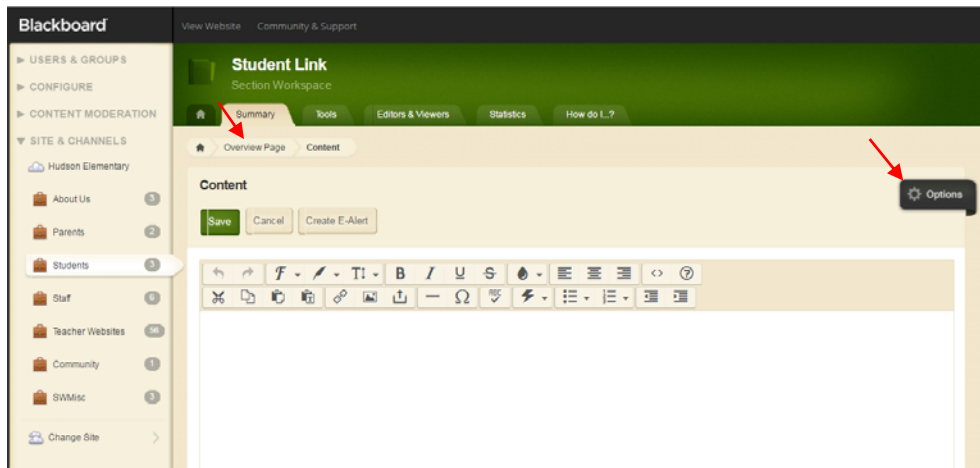 Blackboard
View Website Community & Support
USERS & GROUPS
CONFIGURE
CONTENT MODERATION
SITE & CHANNELS
Hudson Elementary
About Us 3
Parents 2
Students 3
Staff 6
Teacher Websites 56
Community 1
SWMisc 3
Change Site
Student Link
Section Workspace
Summary Tools Editors & Viewers Statistics How do I...?
Overview Page Content
Content
Options
Save Cancel Create E-Alert
F T B I U S
Ω ABC